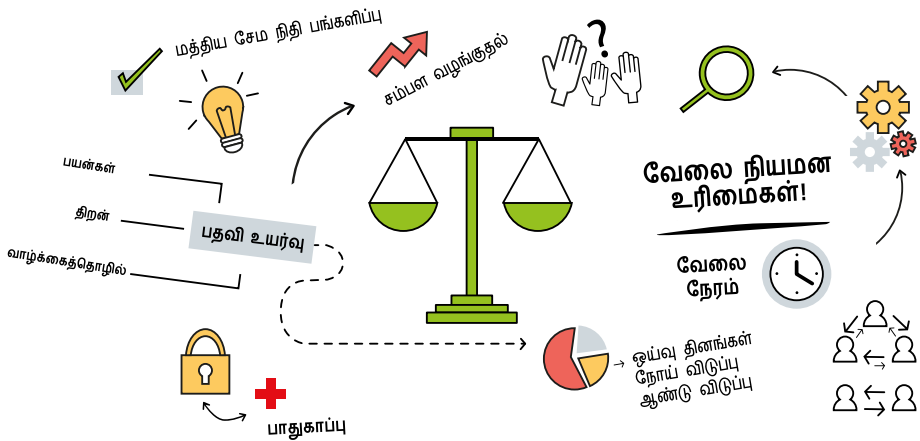 மத்திய சேம நிதி பங்களிப்பு
சம்பள வழங்குதல்
?
பயன்கள்
திறன்
வாழ்க்கைத்தொழில்
பதவி உயர்வு
வேலை நியமன
உரிமைகள்!
வேலை
நேரம்
ஒய்வு தினங்கள்
நோய் விடுப்பு
ஆண்டு விடுப்பு
பாதுகாப்பு